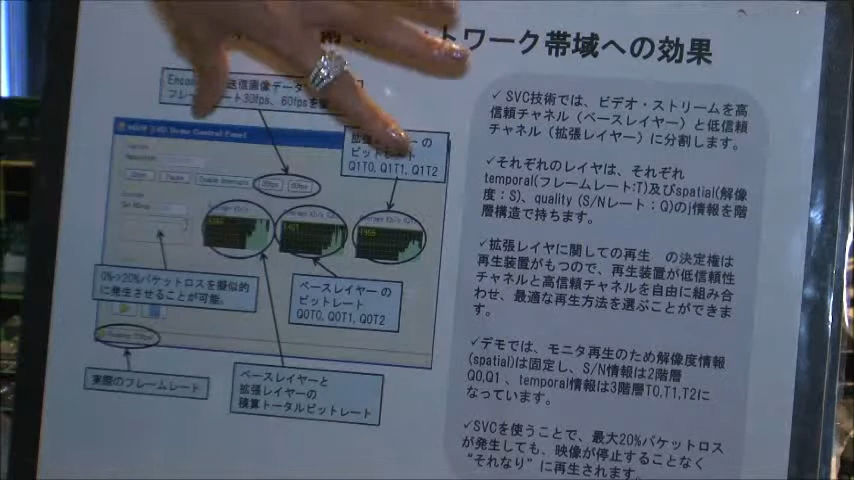 トワーク帯域への効果
Encod 送信画像データ
フレームレート30fps、60fpsを
拡張レイヤーの
ビットレート
Q1T0、Q1T1、Q1T2
Demo Control Panel
0%~20%パケットロスを擬似的
に発生させることが可能。
ベースレイヤーの
ビットレート
Q0T0、Q0T1、Q0T2
実際のフレームレート
ベースレイヤーと
拡張レイヤーの
積算トータルビットレート
✓SVC技術では、ビデオ・ストリームを高
信頼チャネル(ベースレイヤー)と低信頼
チャネル(拡張レイヤー)に分割します。
✓それぞれのレイヤは、それぞれ
temporal(フレームレート:T)及びspatial(解像
度:S)、quality (S/Nレート:Q)のj情報を階
層構造で持ちます。
✓拡張レイヤに関しての再生 の決定権は
再生装置がもつので、再生装置が低信頼性
チャネルと高信頼チャネルを自由に組み合
わせ、最適な再生方法を選ぶことができま
す。
✓デモでは、モニタ再生のため解像度情報
(spatial)は固定し、S/N情報は2階層
Q0,Q1 、temporal情報は3階層T0,T1,T2に
なっています。
✓SVCを使うことで、最大20%パケットロス
が発生しても、映像が停止することなく
“それなり”に再生されます。